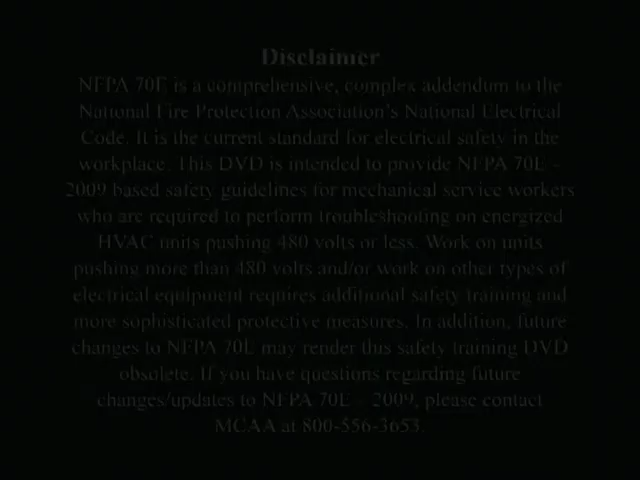 Disclaimer
NFPA 70E is a comprehensive, complex addendum to the
National Fire Protection Association's National Electrical
Code. It is the current standard for electrical safety in the
workplace. This DVD is intended to provide NFPA 70E -
2009 based safety guidelines for mechanical service workers
who are required to perform troubleshooting on energized
HVAC units pushing 480 volts or less. Work on units
pushing more than 480 volts and/or work on other types of
electrical equipment requires additional safety training and
more sophisticated protective measures. In addition, future
changes to NFPA 70E may render this safety training DVD
obsolete. If you have questions regarding future
changes/updates to NFPA 70E - 2009, please contact
MCAA at 800-556-3653.